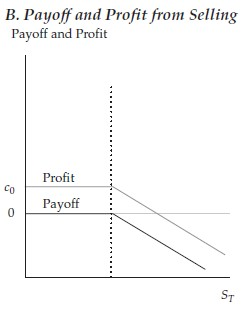 B. Payoff and Profit from Selling
Payoff and Profit
Profit
c0
Payoff
0
ST